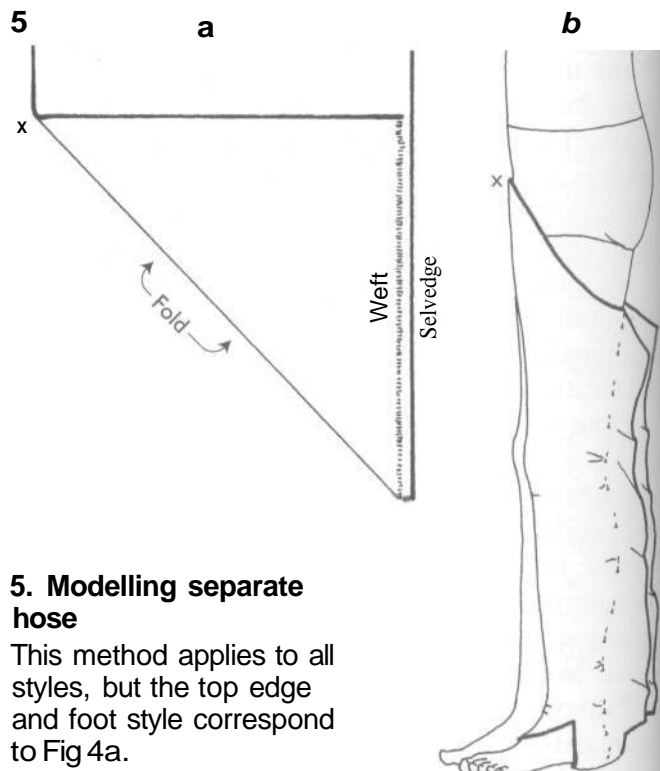 5
a
b
x
x
Fold
Weft
Selvedge
5. Modelling separate
hose
This method applies to all
styles, but the top edge
and foot style correspond
to Fig 4a.